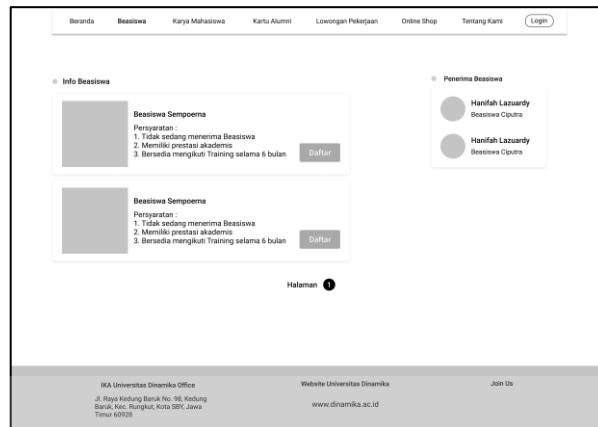 Beranda Beasiswa Karya Mahasiswa Kartu Alumni Lowongan Pekerjaan Online Shop Tentang Kami Login
Info Beasiswa
Beasiswa Sempoerna
Persyaratan :
1. Tidak sedang menerima Beasiswa
2. Memiliki prestasi akademis
3. Bersedia mengikuti Training selama 6 bulan
Daftar
Beasiswa Sempoerna
Persyaratan :
1. Tidak sedang menerima Beasiswa
2. Memiliki prestasi akademis
3. Bersedia mengikuti Training selama 6 bulan
Daftar
Halaman 1
Penerima Beasiswa
Hanifah Lazuardy
Beasiswa Ciputra
Hanifah Lazuardy
Beasiswa Ciputra
IKA Universitas Dinamika Office
Jl. Raya Kedung Baruk No. 98, Kedung
Baruk, Kec. Rungkut, Kota SBY, Jawa
Timur 60928
Website Universitas Dinamika
www.dinamika.ac.id
Join Us